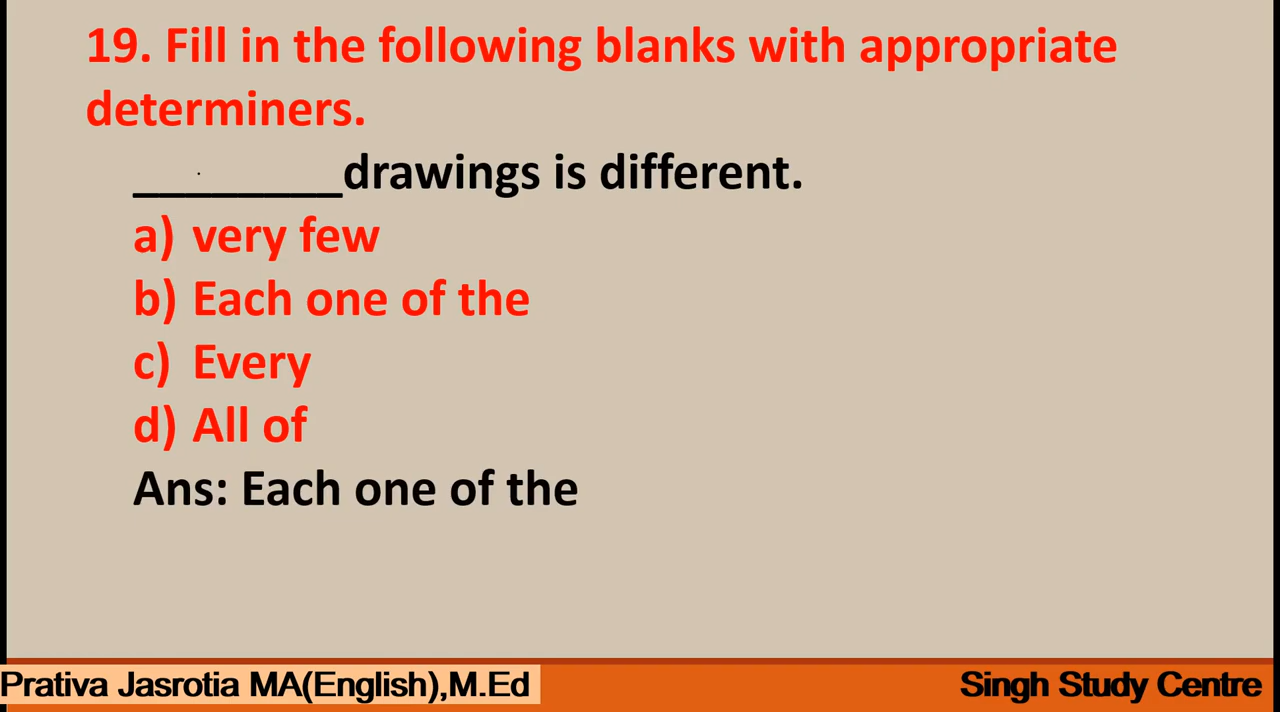 19. Fill in the following blanks with appropriate
determiners.
________drawings is different.
a) very few
b) Each one of the
c) Every
d) All of
Ans: Each one of the
Prativa Jasrotia MA(English),M.Ed
Singh Study Centre